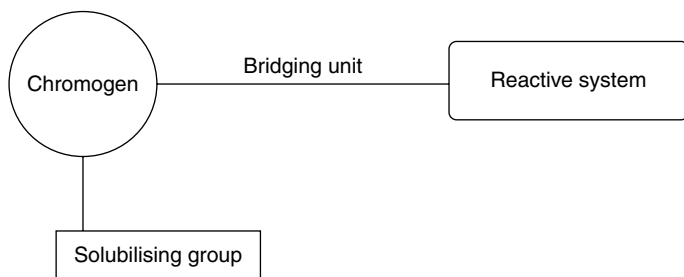 Bridging unit
Chromogen
Reactive system
Solubilising group